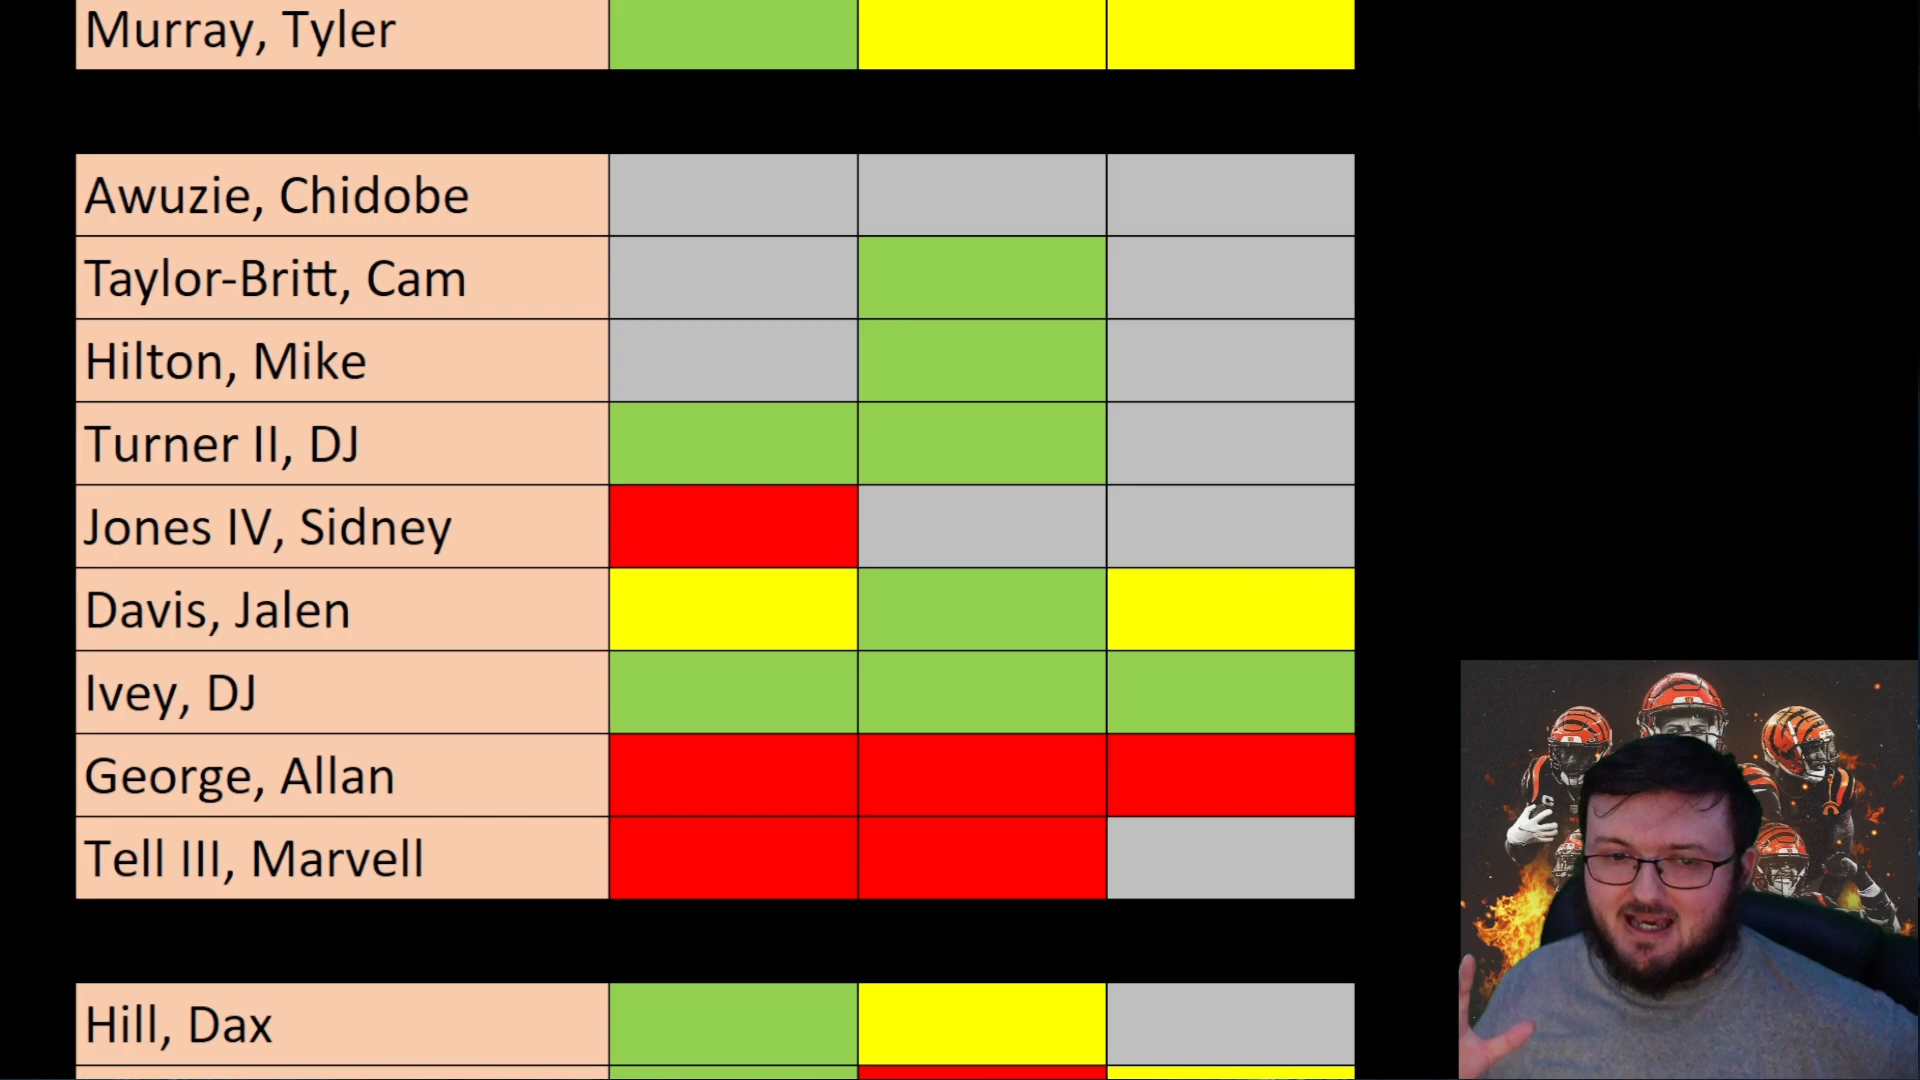 Murray, Tyler
Awuzie, Chidobe
Taylor-Britt, Cam
Hilton, Mike
Turner II, DJ
Jones IV, Sidney
Davis, Jalen
Ivey, DJ
George, Allan
Tell III, Marvell
Hill, Dax